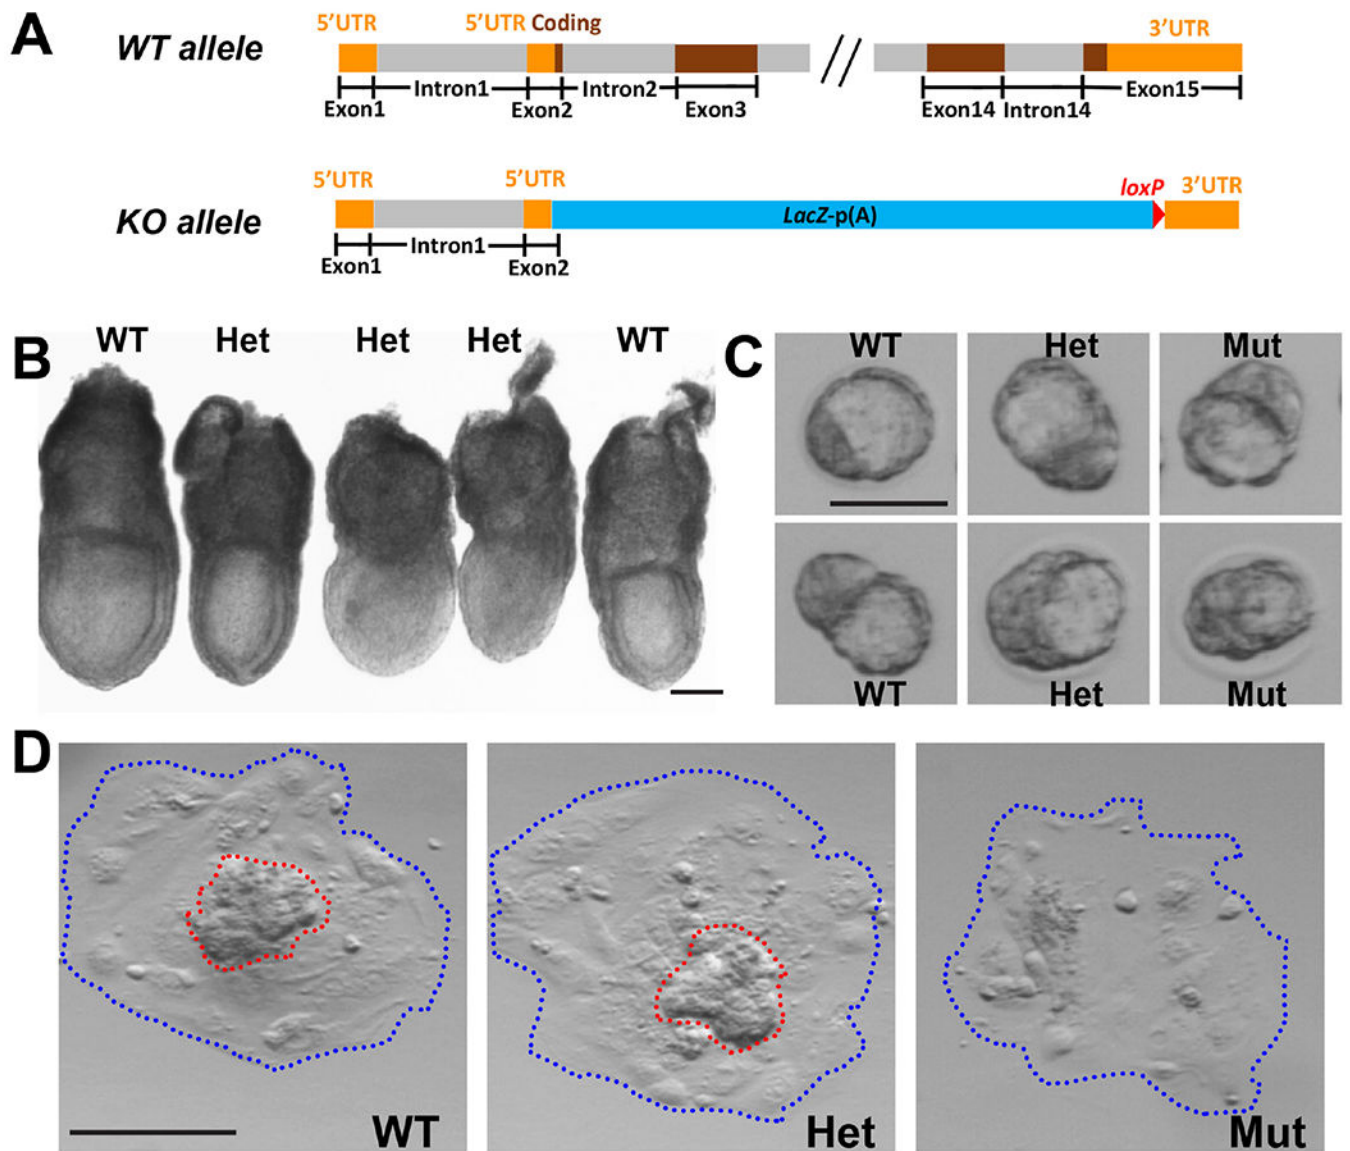 A
WT allele
5'UTR
5'UTR Coding
3'UTR
Intron1
Intron2
Exon15
Exon1
Exon2
Exon3
Exon14 Intron14
KO allele
5'UTR
5'UTR
loxP
3'UTR
LacZ-p(A)
Intron1
Exon1
Exon2
B
WT
Het
Het
Het
WT
C
WT
Het
Mut
WT
Het
Mut
D
WT
Het
Mut